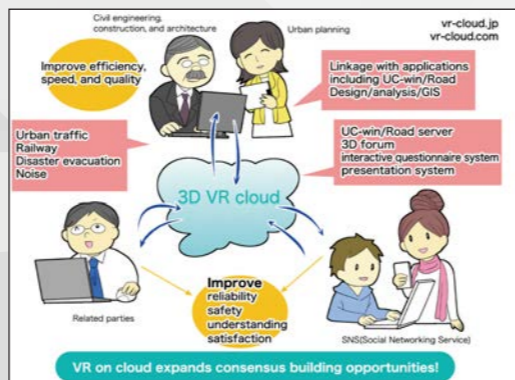 Civil engineering,
construction, and architecture
Urban planning
vr-cloud.jp
vr-cloud.com
Improve efficiency,
speed, and quality
Linkage with applications
including UC-win/Road
Design/analysis/GIS
Urban traffic
Railway
Disaster evacuation
Noise
UC-win/Road server
3D forum
interactive questionnaire system
presentation system
3D VR cloud
Improve
reliability
safety
understanding
satisfaction
Related parties
SNS(Social Networking Service)
VR on cloud expands consensus building opportunities!